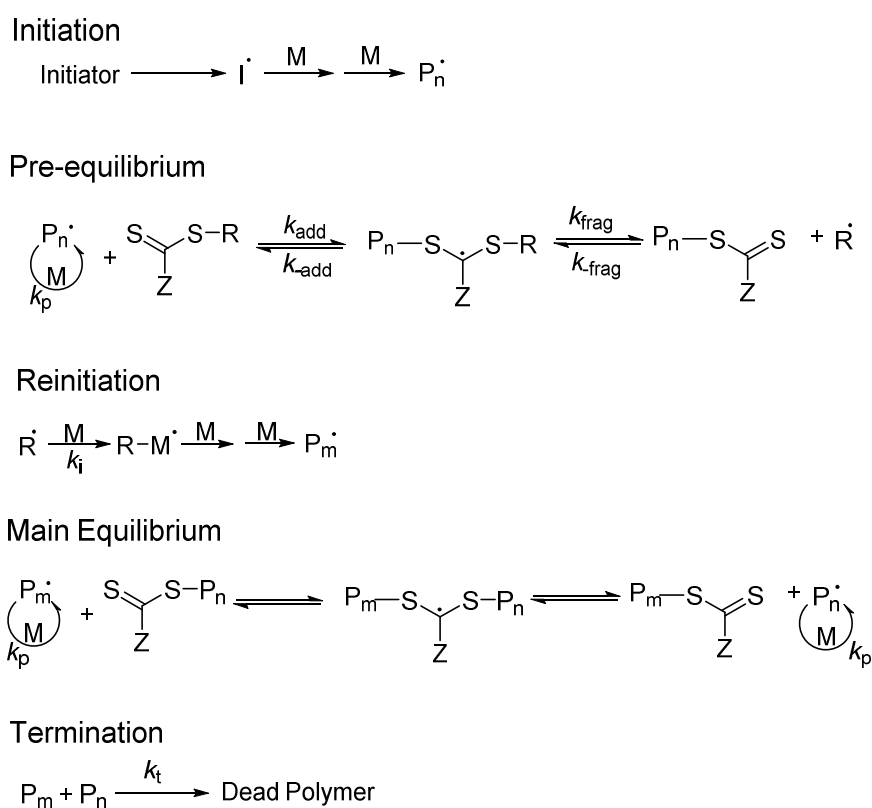 Initiation
Initiator I• M M Pn•
Pre-equilibrium
Pn• M kp + S S–R Z kadd k-add Pn–S S–R Z kfrag k-frag Pn–S S Z + R•
Reinitiation
R• M ki R–M• M M Pm•
Main Equilibrium
Pm• M kp + S S–Pn Z Pm–S S–Pn Z Pm–S S Z + Pn• M kp
Termination
Pm + Pn kt Dead Polymer